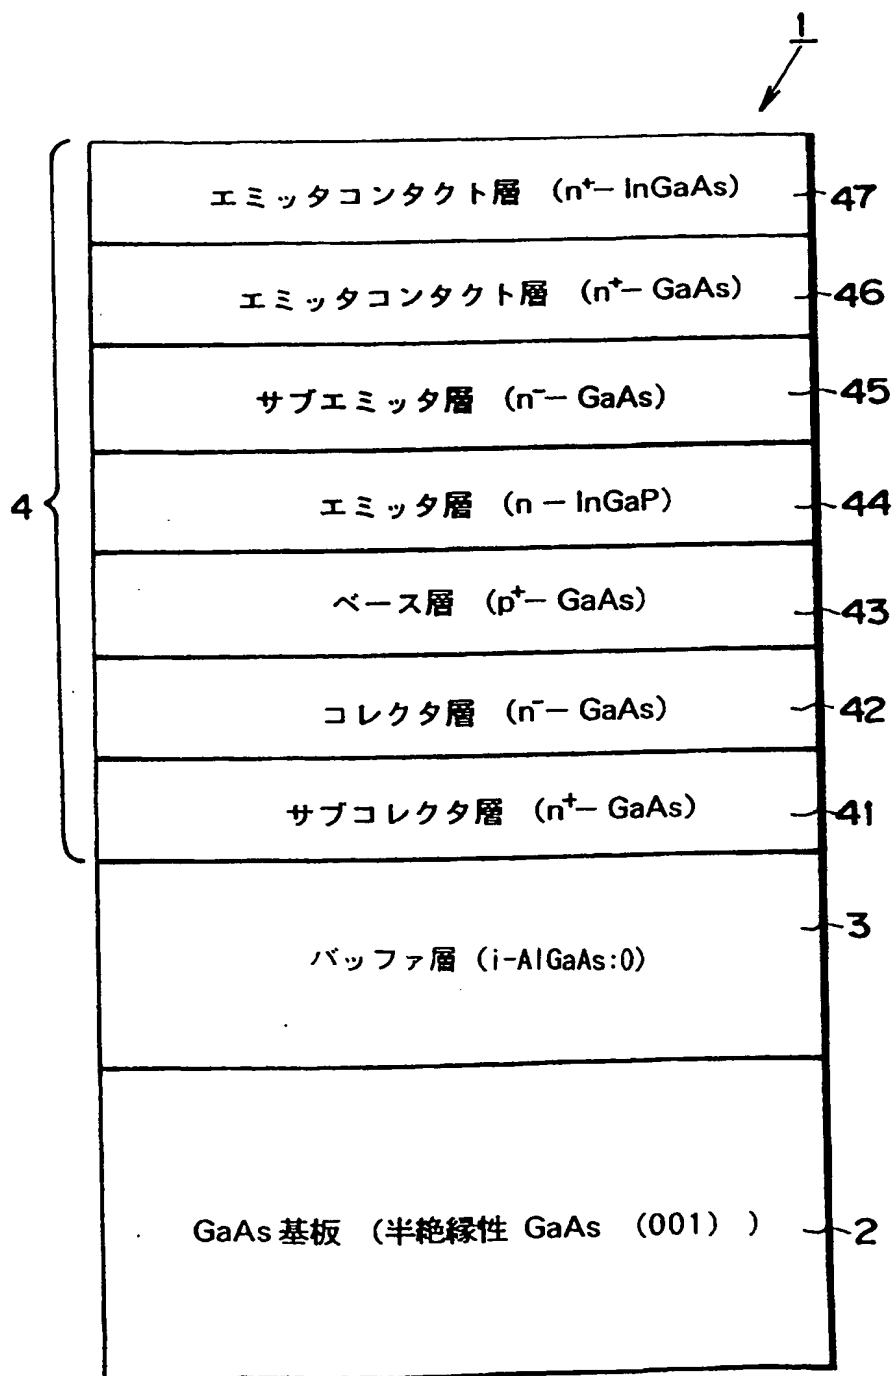 1
エミッタコンタクト層 (n⁺− InGaAs) 47
エミッタコンタクト層 (n⁺− GaAs) 46
サブエミッタ層 (n⁻− GaAs) 45
4
エミッタ層 (n − InGaP) 44
ベース層 (p⁺− GaAs) 43
コレクタ層 (n⁻− GaAs) 42
サブコレクタ層 (n⁺− GaAs) 41
3
バッファ層 (i-AlGaAs:O)
GaAs 基板 (半絶縁性 GaAs (001) ) 2